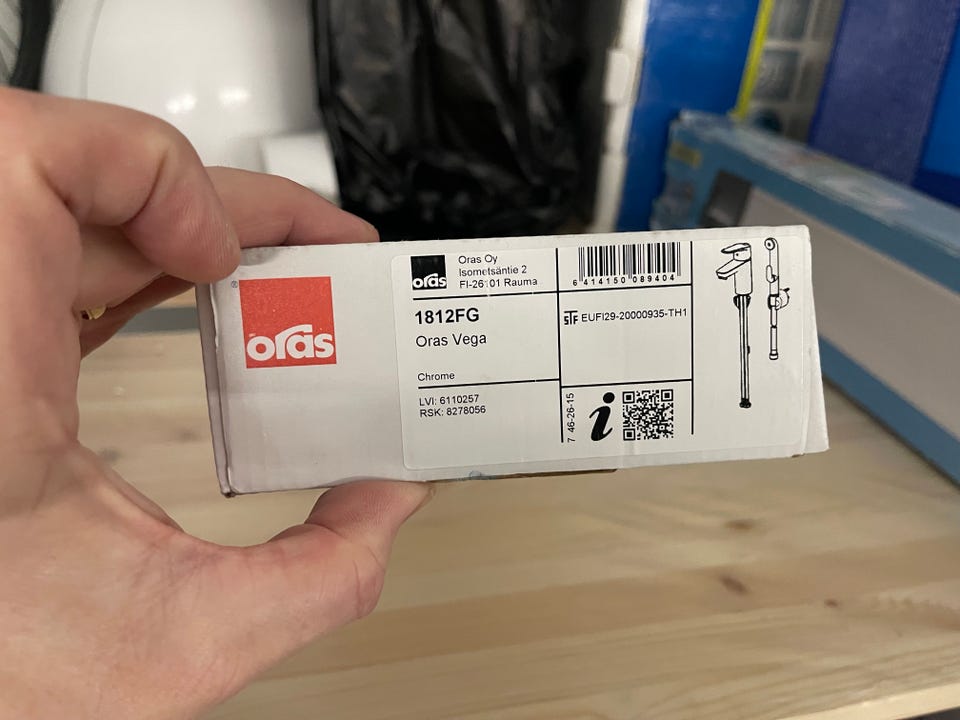 ® oras
oras
Oras Oy
Isometsäntie 2
FI-26101 Rauma
1812FG
Oras Vega
Chrome
LVI: 6110257
RSK: 8278056
6 414150 089404
STF EUFI29-20000935-TH1
7 46-26-15
i